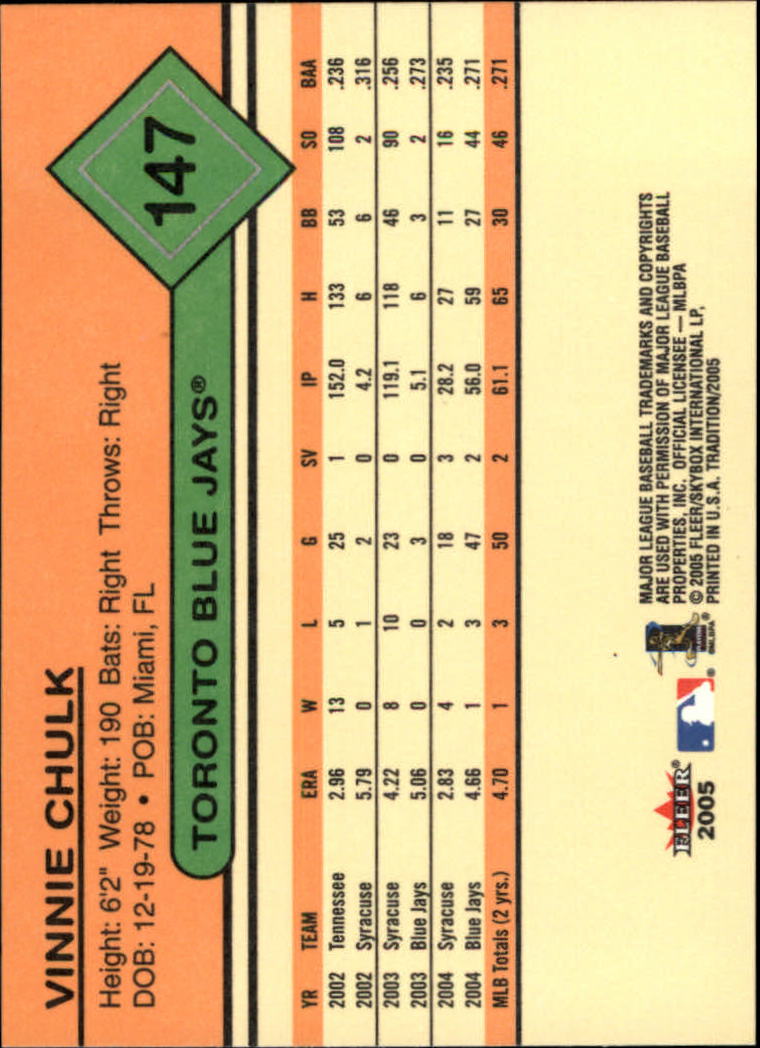 VINNIE CHULK
Height: 6'2" Weight: 190 Bats: Right Throws: Right
DOB: 12-19-78 • POB: Miami, FL
147
TORONTO BLUE JAYS®
YR TEAM ERA W L G SV IP H BB SO BAA
2002 Tennessee 2.96 13 5 25 1 152.0 133 53 108 .236
2002 Syracuse 5.79 0 1 2 0 4.2 6 6 2 .316
2003 Syracuse 4.22 8 10 23 0 119.1 118 46 90 .256
2003 Blue Jays 5.06 0 0 3 0 5.1 6 3 2 .273
2004 Syracuse 2.83 4 2 18 3 28.2 27 11 16 .235
2004 Blue Jays 4.66 1 3 47 2 56.0 59 27 44 .271
MLB Totals (2 yrs.) 4.70 1 3 50 2 61.1 65 30 46 .271
FLEER®
2005
®
©MLBPA
MAJOR LEAGUE BASEBALL TRADEMARKS AND COPYRIGHTS
ARE USED WITH PERMISSION OF MAJOR LEAGUE BASEBALL
PROPERTIES, INC. OFFICIAL LICENSEE — MLBPA
© 2005 FLEER/SKYBOX INTERNATIONAL LP,
PRINTED IN U.S.A. TRADITION/2005